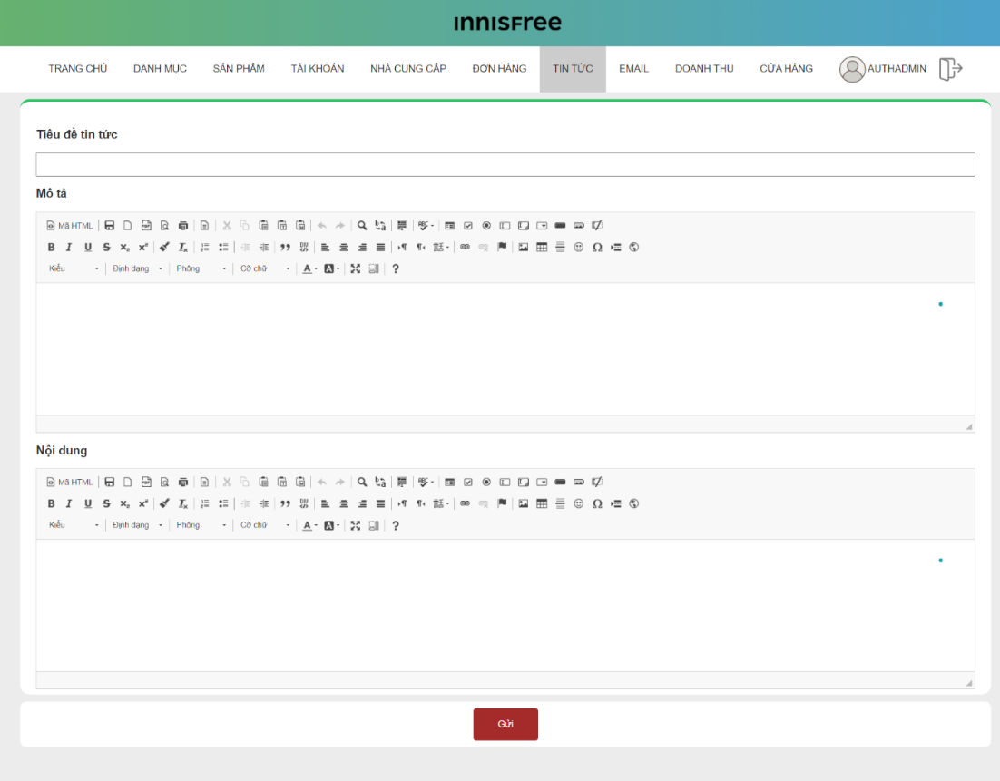 INNISFree
TRANG CHỦ DANH MỤC SẢN PHẨM TÀI KHOẢN NHÀ CUNG CẤP ĐƠN HÀNG TIN TỨC EMAIL DOANH THU CỬA HÀNG AUTHADMIN
Tiêu đề tin tức
Mô tả
Mã HTML
Kiểu Định dạng Phông Cỡ chữ
Nội dung
Mã HTML
Kiểu Định dạng Phông Cỡ chữ
Gửi